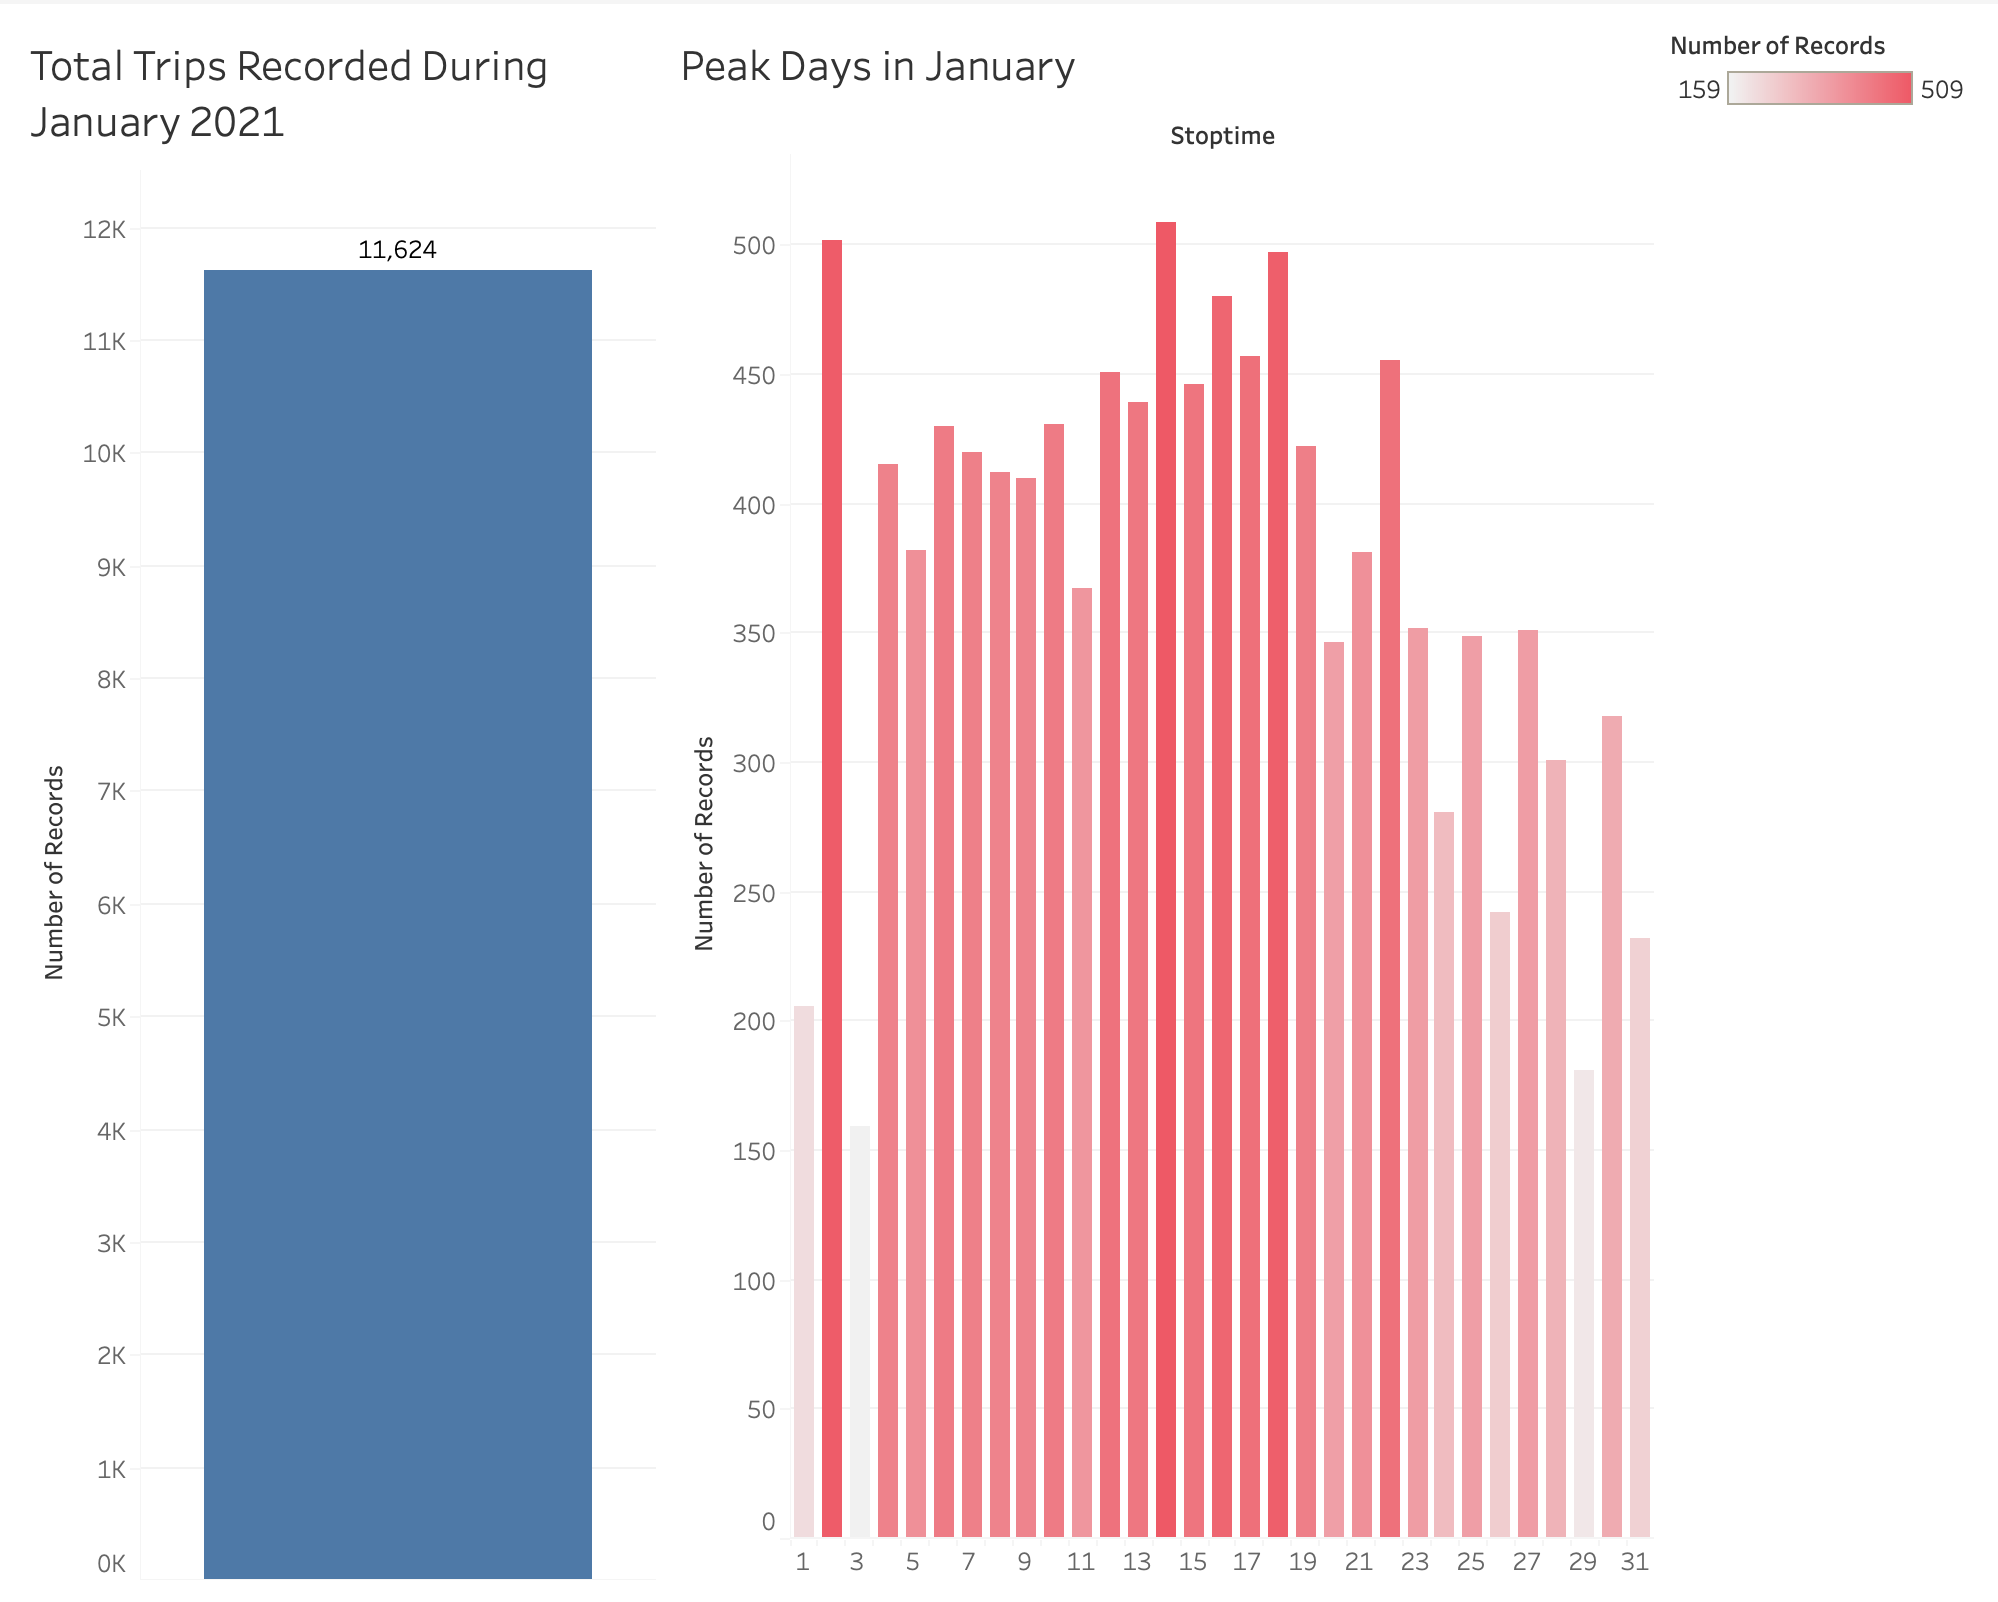 Total Trips Recorded During
January 2021
Number of Records
12K
11K
10K
9K
8K
7K
6K
5K
4K
3K
2K
1K
0K
11,624
Peak Days in January
Stoptime
Number of Records
500
450
400
350
300
250
200
150
100
50
0
1 3 5 7 9 11 13 15 17 19 21 23 25 27 29 31
Number of Records
159 509